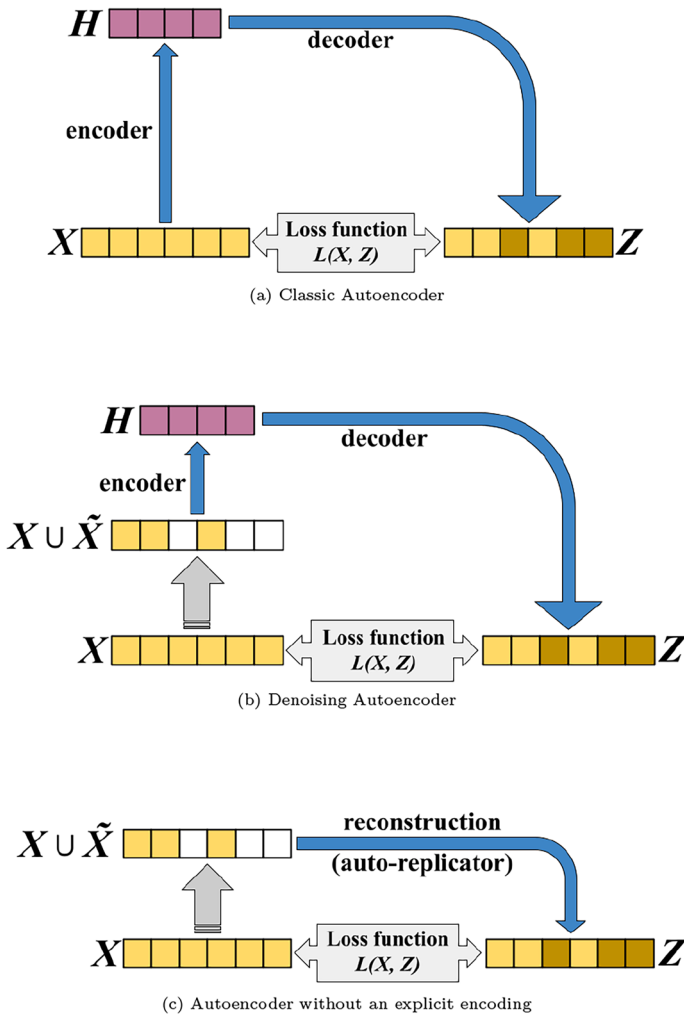 H
decoder
encoder
X
Loss function
L(X, Z)
Z
(a) Classic Autoencoder
H
decoder
encoder
X ∪ X̃
X
Loss function
L(X, Z)
Z
(b) Denoising Autoencoder
X ∪ X̃
reconstruction
(auto-replicator)
X
Loss function
L(X, Z)
Z
(c) Autoencoder without an explicit encoding